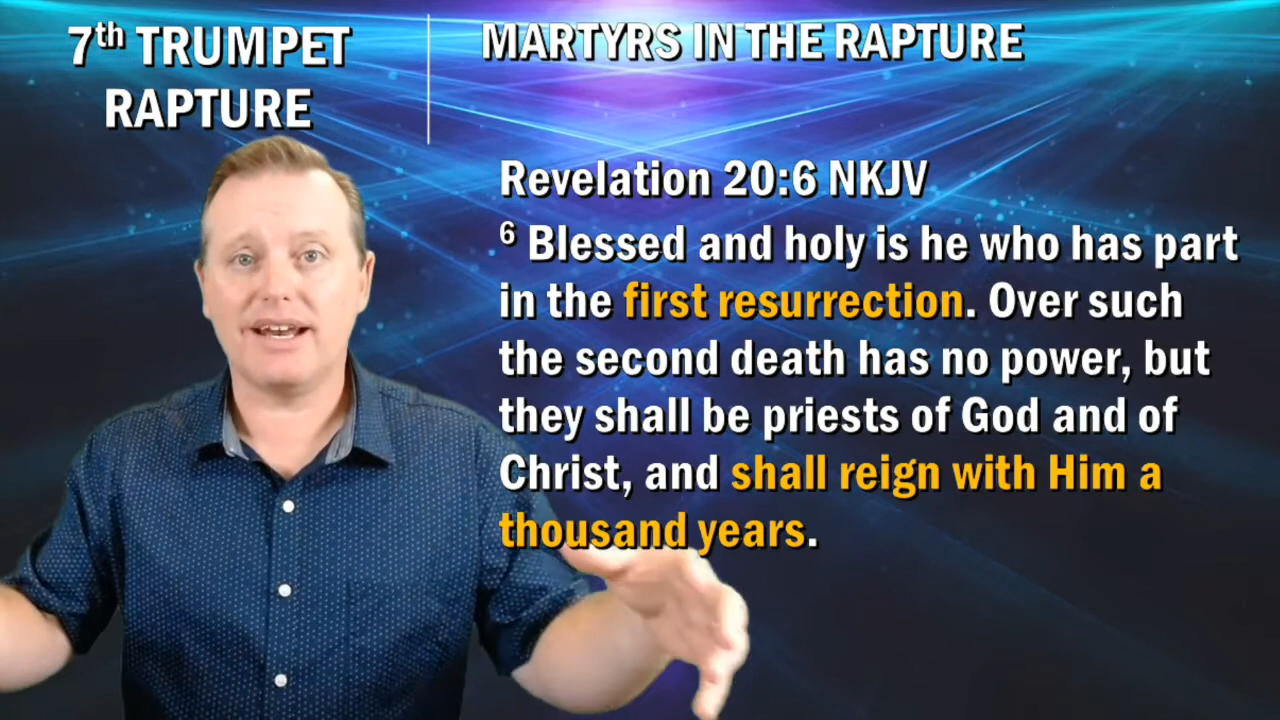 7th TRUMPET
RAPTURE
MARTYRS IN THE RAPTURE
Revelation 20:6 NKJV
6 Blessed and holy is he who has part
in the first resurrection. Over such
the second death has no power, but
they shall be priests of God and of
Christ, and shall reign with Him a
thousand years.